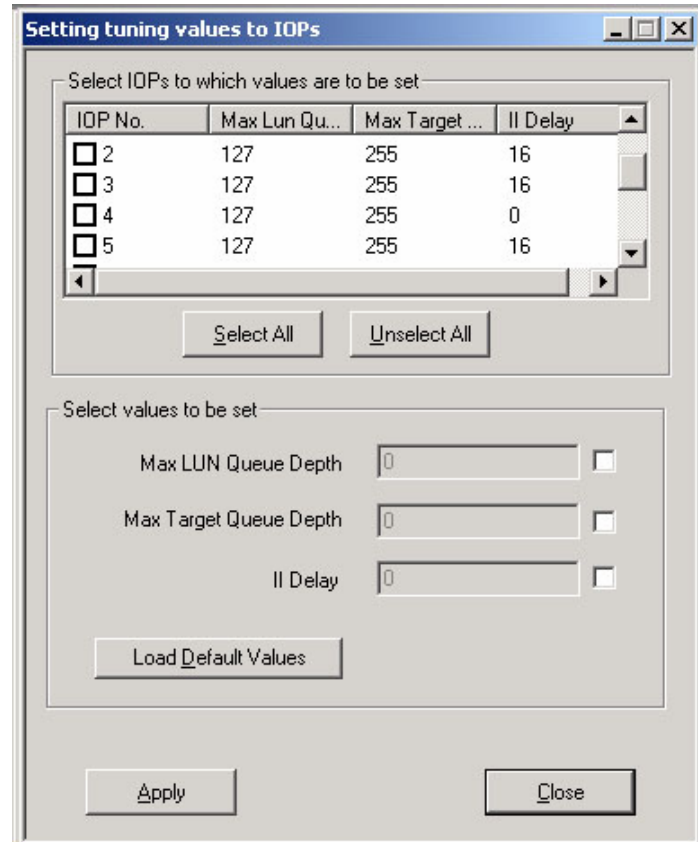 Setting tuning values to IOPs
Select IOPs to which values are to be set
IOP No. Max Lun Qu... Max Target ... II Delay
2 127 255 16
3 127 255 16
4 127 255 0
5 127 255 16
Select All Unselect All
Select values to be set
Max LUN Queue Depth 0
Max Target Queue Depth 0
II Delay 0
Load Default Values
Apply Close